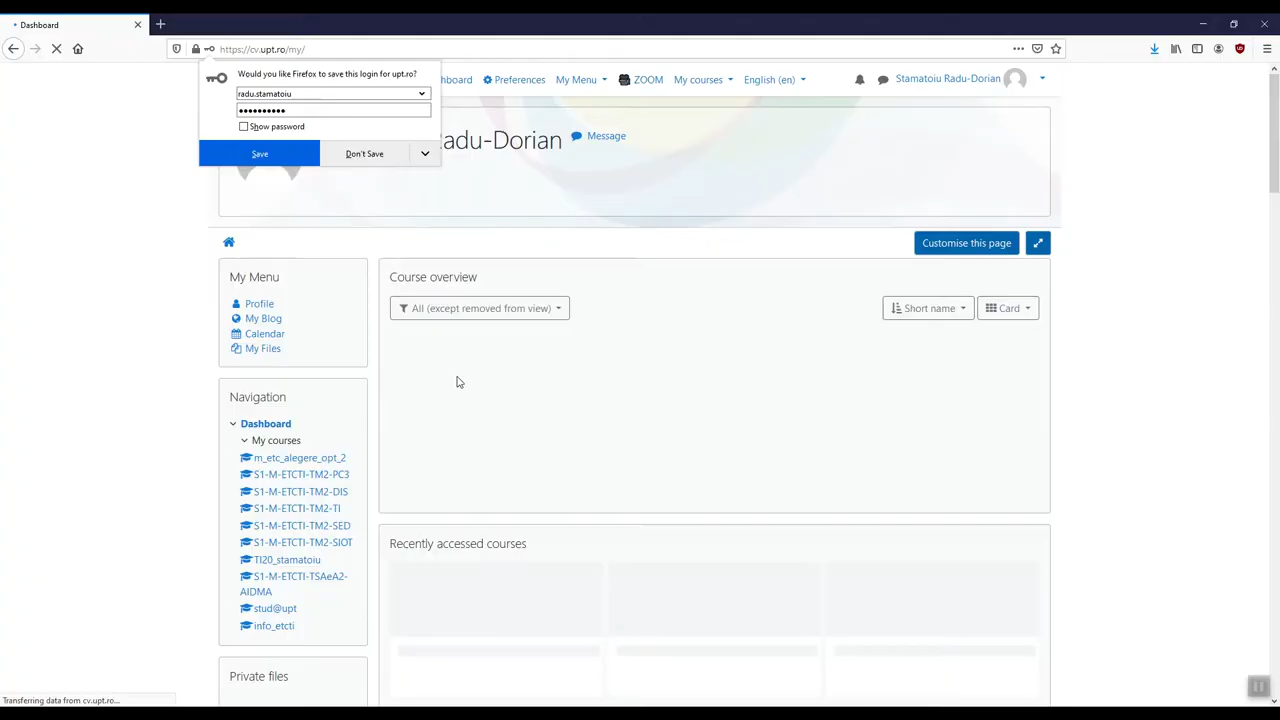 Dashboard
https://cv.upt.ro/my/
Would you like Firefox to save this login for upt.ro?
radu.stamatoiu
••••••••••
Show password
Save
Don't Save
hboard
Preferences
My Menu
ZOOM
My courses
English (en)
Stamatoiu Radu-Dorian
adu-Dorian
Message
Customise this page
My Menu
Profile
My Blog
Calendar
My Files
Course overview
All (except removed from view)
Short name
Card
Navigation
Dashboard
My courses
m_etc_alegere_opt_2
S1-M-ETCTI-TM2-PC3
S1-M-ETCTI-TM2-DIS
S1-M-ETCTI-TM2-TI
S1-M-ETCTI-TM2-SED
S1-M-ETCTI-TM2-SIOT
TI20_stamatoiu
S1-M-ETCTI-TSAeA2-
AIDMA
stud@upt
info_etcti
Recently accessed courses
Private files
Transferring data from cv.upt.ro...